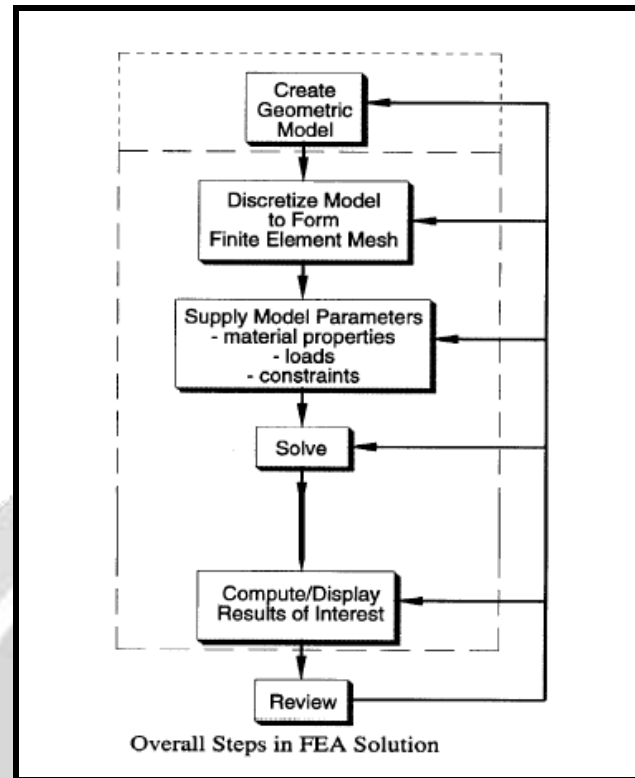 Create
Geometric
Model
Discretize Model
to Form
Finite Element Mesh
Supply Model Parameters
- material properties
- loads
- constraints
Solve
Compute/Display
Results of Interest
Review
Overall Steps in FEA Solution